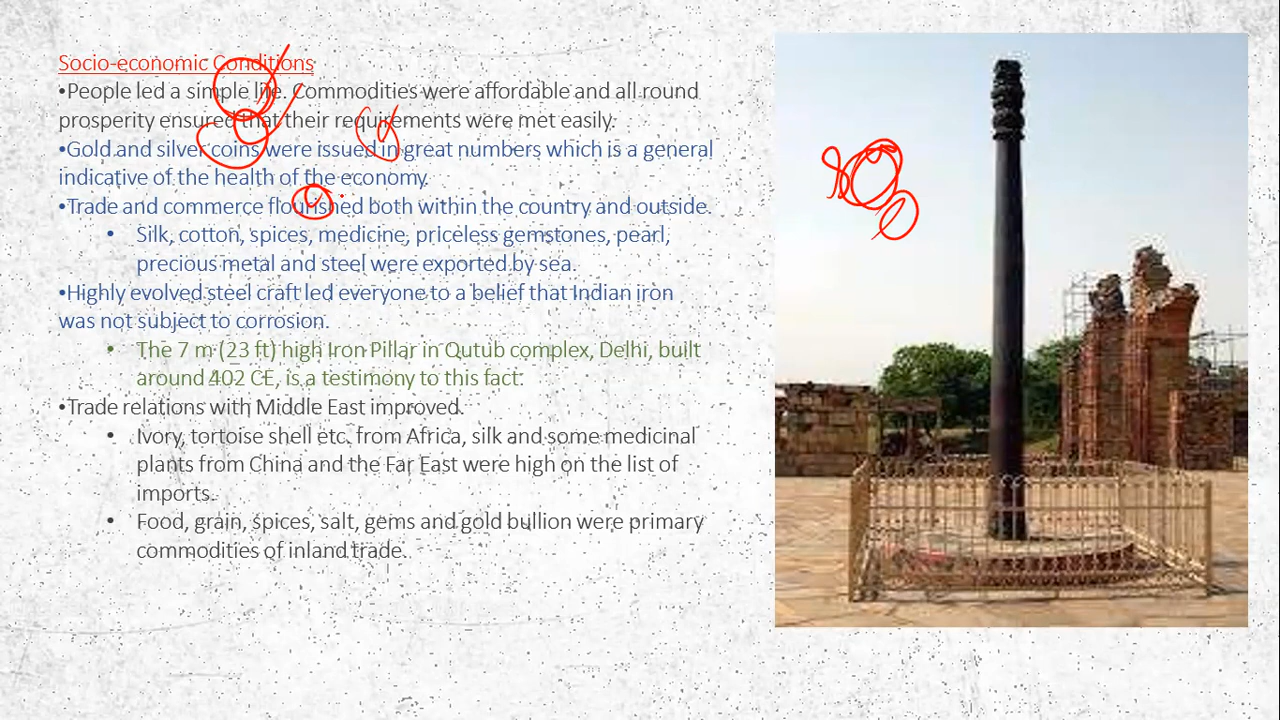 Socio-economic Conditions
•People led a simple life. Commodities were affordable and all round
prosperity ensured that their requirements were met easily.
•Gold and silver coins were issued in great numbers which is a general
indicative of the health of the economy.
•Trade and commerce flourished both within the country and outside.
• Silk, cotton, spices, medicine, priceless gemstones, pearl,
precious metal and steel were exported by sea.
•Highly evolved steel craft led everyone to a belief that Indian iron
was not subject to corrosion.
• The 7 m (23 ft) high Iron Pillar in Qutub complex, Delhi, built
around 402 CE, is a testimony to this fact.
•Trade relations with Middle East improved.
• Ivory, tortoise shell etc. from Africa, silk and some medicinal
plants from China and the Far East were high on the list of
imports.
• Food, grain, spices, salt, gems and gold bullion were primary
commodities of inland trade.